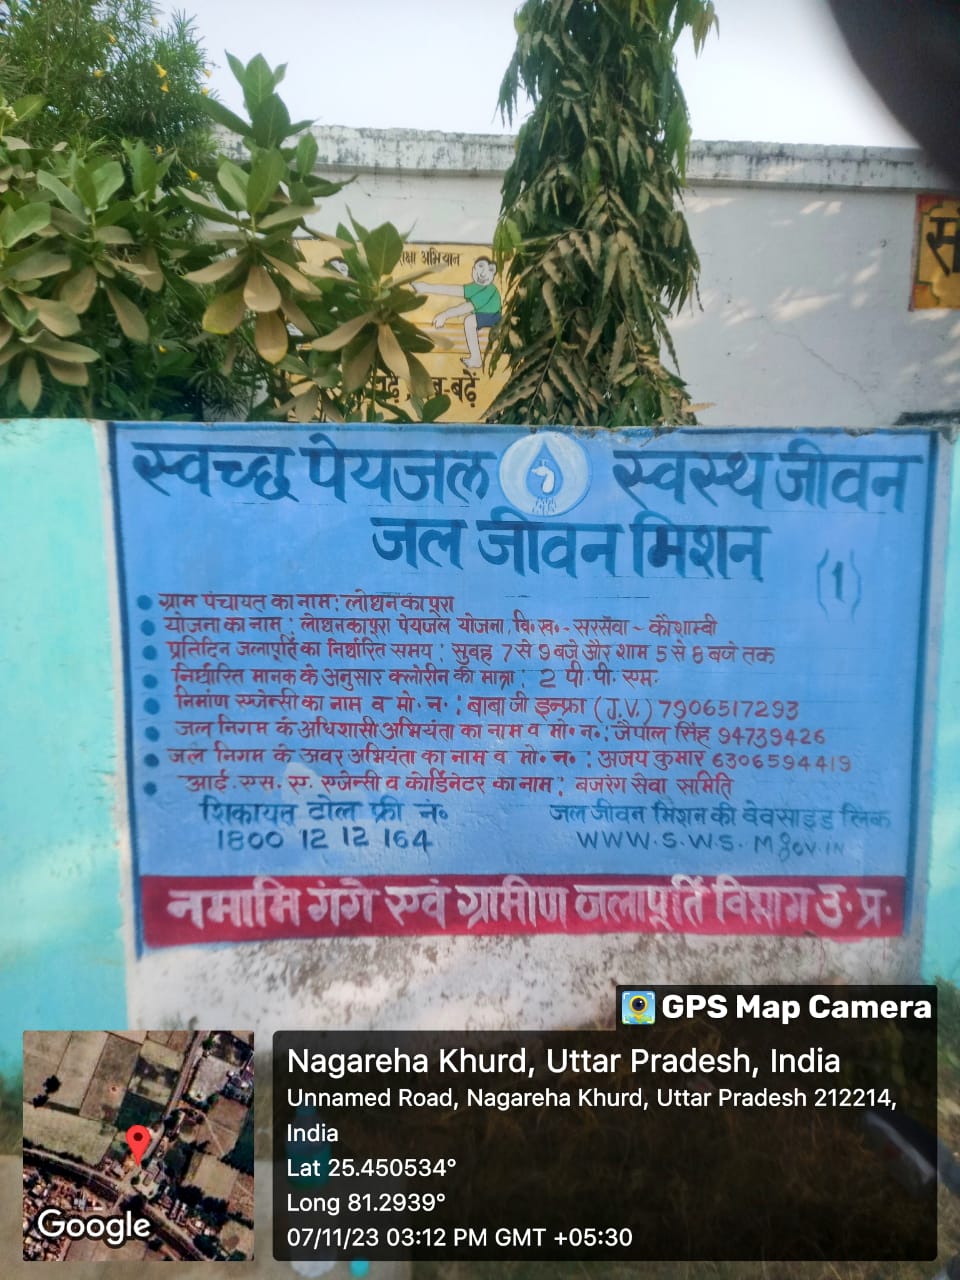 क्षा अभियान
सं
ब-बढ़ें
स्वच्छ पेयजल स्वस्थ जीवन
जल जीवन मिशन
(1)
ग्राम पंचायत का नाम: लोधनकापुरा
योजना का नाम: लोधनकापुरा पेयजल योजना, वि.ख.- सरसवा - कौशाम्बी
प्रतिदिन जलापूर्ति का निर्धारित समय: सुबह 7 से 9 बजे और शाम 5 से 8 बजे तक
निर्धारित मानक के अनुसार क्लोरीन की मात्रा: 2 पी. पी. एम.
निर्माण एजेन्सी का नाम व मो. न.: बाबा जी इन्फ्रा (J.V.) 7906517293
जल निगम के अधिशासी अभियंता का नाम व मो. न.: जैपाल सिंह 94739426
जल निगम के अवर अभियंता का नाम व मो. न.: अजय कुमार 6306594419
आई. एस. ए. एजेन्सी व कोर्डिनेटर का नाम: बजरंग सेवा समिति
शिकायत टोल फ्री नं. जल जीवन मिशन की वेवसाइड लिंक
1800 12 12 164 WWW.S.W.S.M gov.IN
नमामि गंगे एवं ग्रामीण जलापूर्ति विभाग उ. प्र.
GPS Map Camera
Nagareha Khurd, Uttar Pradesh, India
Unnamed Road, Nagareha Khurd, Uttar Pradesh 212214,
India
Lat 25.450534°
Long 81.2939°
07/11/23 03:12 PM GMT +05:30
Google